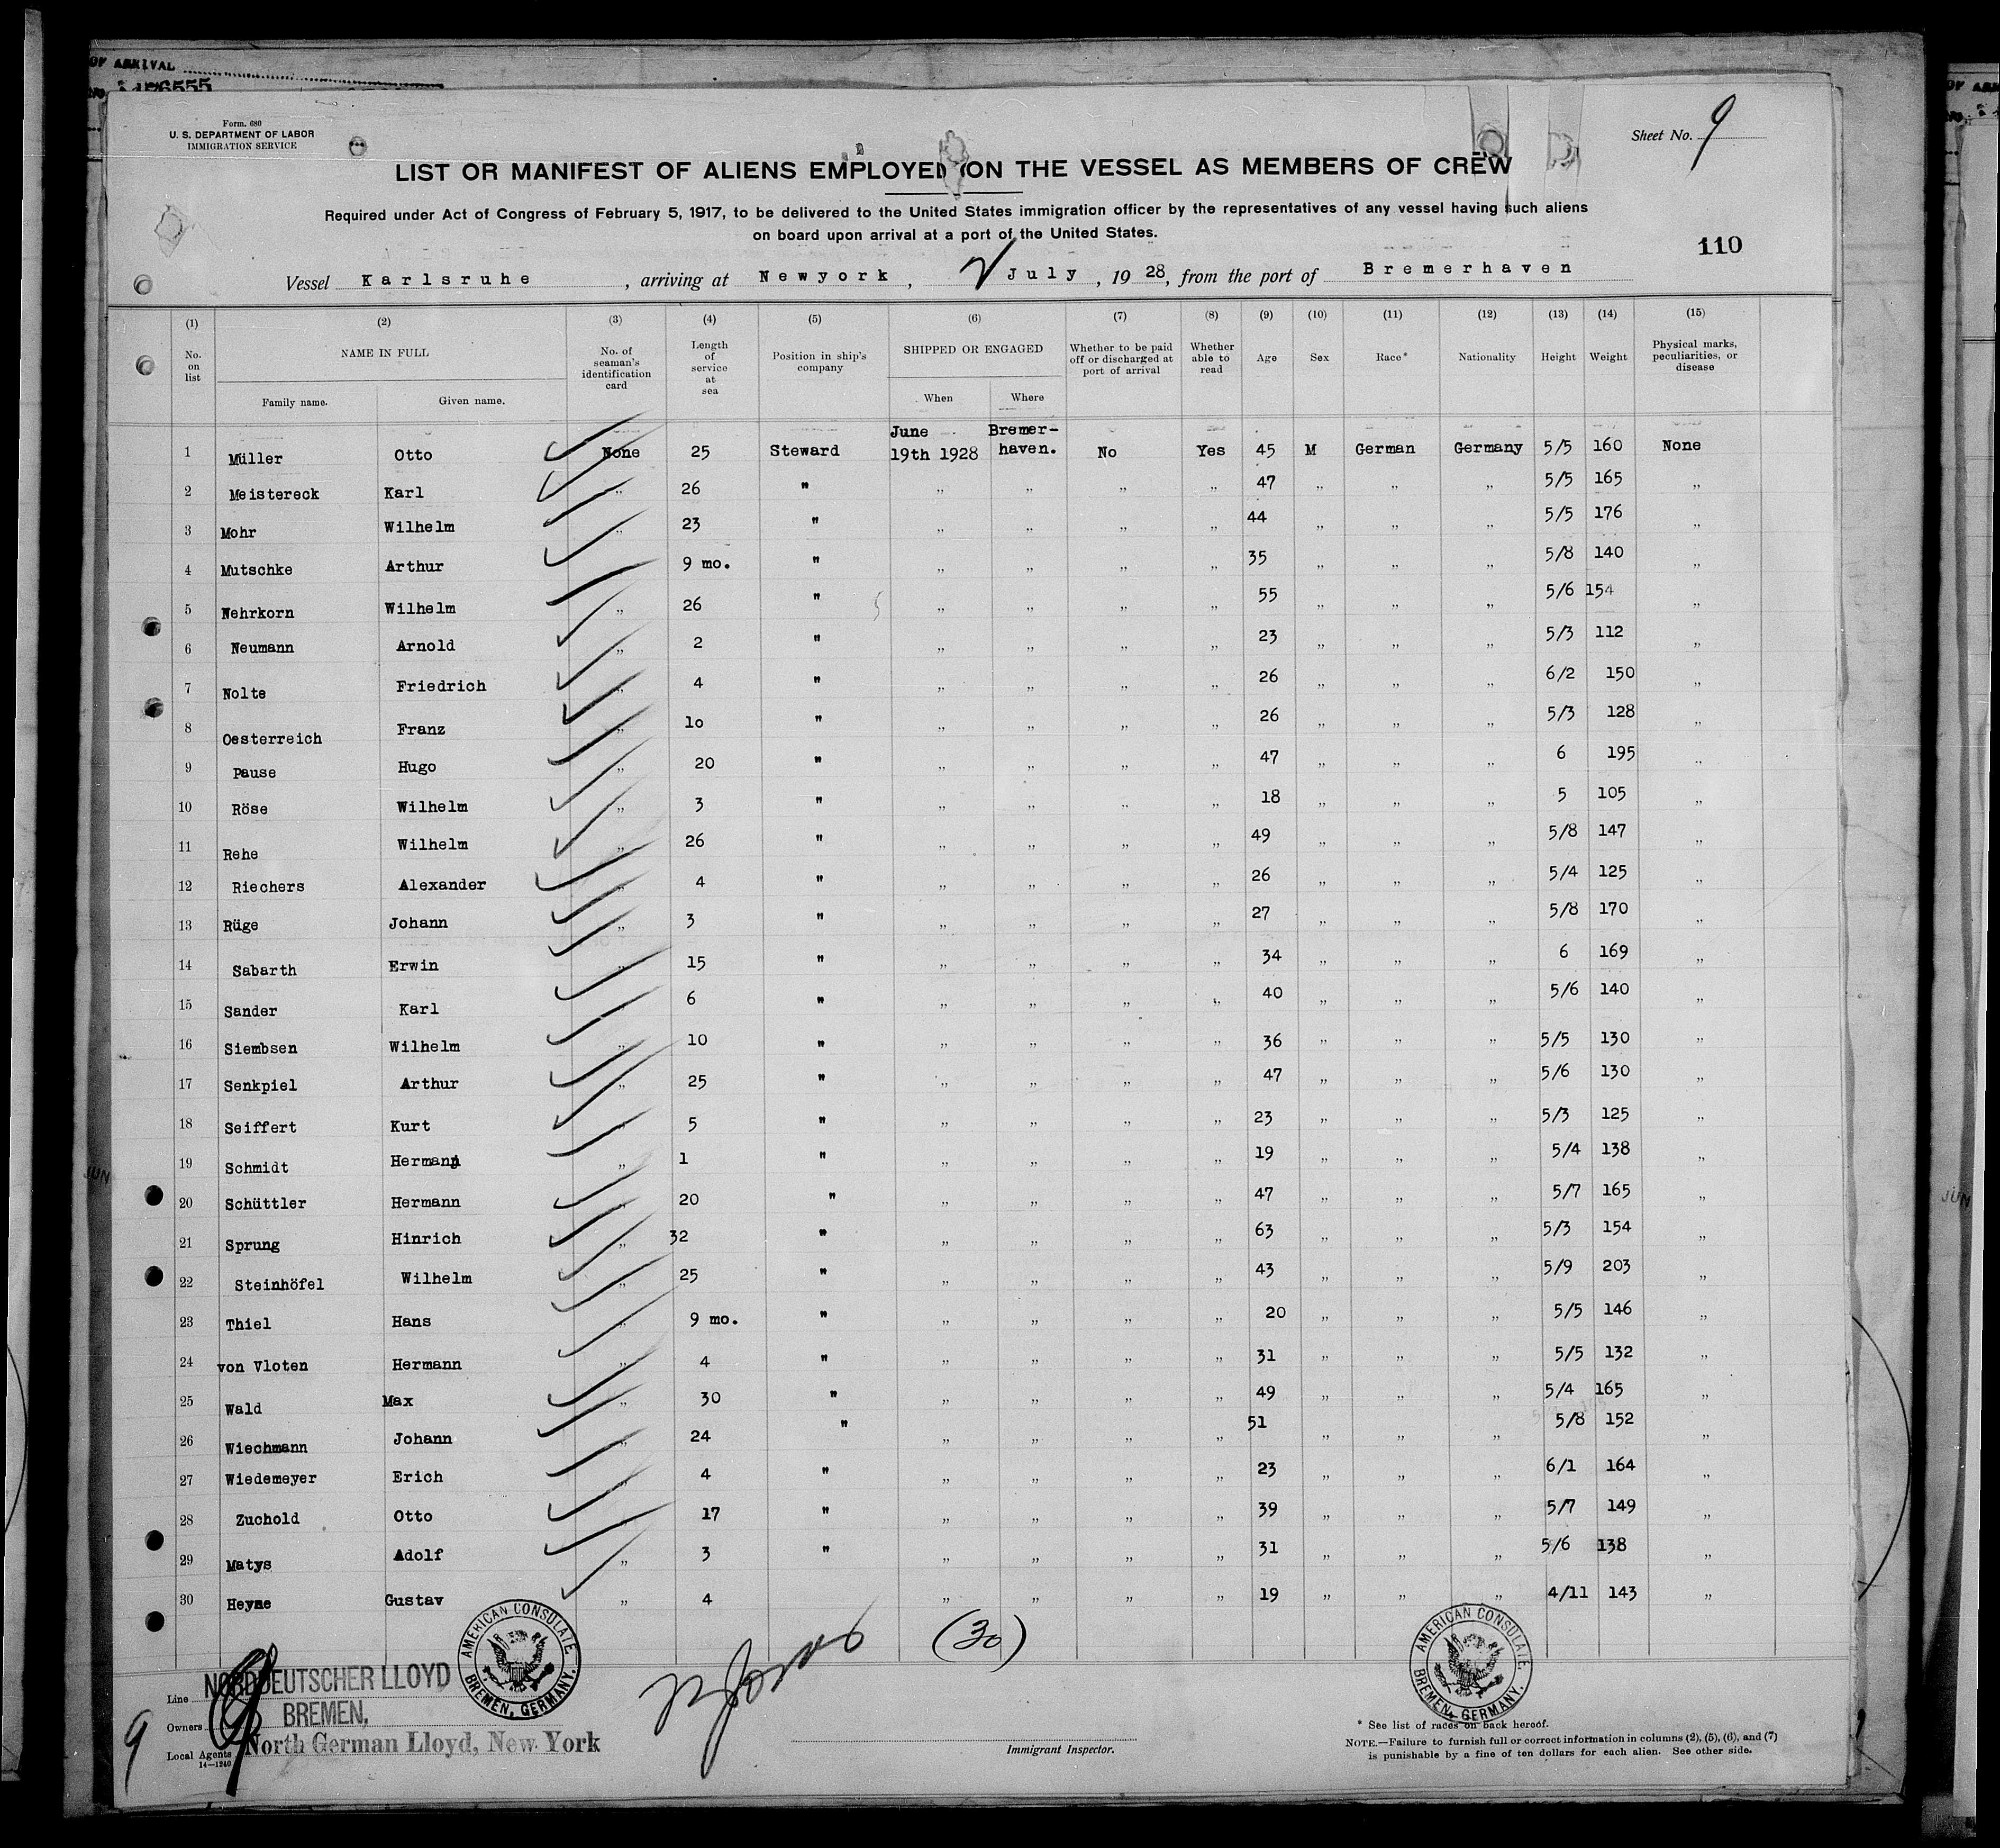 OF ARRIVAL
Form. 680
U. S. DEPARTMENT OF LABOR
IMMIGRATION SERVICE
Sheet No. 9
LIST OR MANIFEST OF ALIENS EMPLOYED ON THE VESSEL AS MEMBERS OF CREW
Required under Act of Congress of February 5, 1917, to be delivered to the United States immigration officer by the representatives of any vessel having such aliens
on board upon arrival at a port of the United States.
110
Vessel Karlsruhe, arriving at Newyork, July, 1928, from the port of Bremerhaven
(1) (2) (3) (4) (5) (6) (7) (8) (9) (10) (11) (12) (13) (14) (15)
No. on list NAME IN FULL No. of seaman's identification card Length of service at sea Position in ship's company SHIPPED OR ENGAGED Whether to be paid off or discharged at port of arrival Whether able to read Age Sex Race* Nationality Height Weight Physical marks, peculiarities, or disease
Family name. Given name. When Where
1 Müller Otto None 25 Steward June 19th 1928 Bremer-haven. No Yes 45 M German Germany 5/5 160 None
2 Meistereck Karl „ 26 " „ „ „ „ 47 „ „ „ 5/5 165 „
3 Mohr Wilhelm „ 23 " „ „ „ „ 44 „ „ „ 5/5 176 „
4 Mutschke Arthur „ 9 mo. " „ „ „ „ 35 „ „ „ 5/8 140 „
5 Nehrkorn Wilhelm „ 26 " „ „ „ „ 55 „ „ „ 5/6 154 „
6 Neumann Arnold „ 2 " „ „ „ „ 23 „ „ „ 5/3 112 „
7 Nolte Friedrich „ 4 " „ „ „ „ 26 „ „ „ 6/2 150 „
8 Oesterreich Franz „ 1o " „ „ „ „ 26 „ „ „ 5/3 128 „
9 Pause Hugo „ 20 " „ „ „ „ 47 „ „ „ 6 195 „
10 Röse Wilhelm „ 3 " „ „ „ „ 18 „ „ „ 5 105 „
11 Rehe Wilhelm „ 26 " „ „ „ „ 49 „ „ „ 5/8 147 „
12 Riechers Alexander „ 4 " „ „ „ „ 26 „ „ „ 5/4 125 „
13 Rüge Johann „ 3 " „ „ „ „ 27 „ „ „ 5/8 170 „
14 Sabarth Erwin „ 15 " „ „ „ „ 34 „ „ „ 6 169 „
15 Sander Karl „ 6 " „ „ „ „ 40 „ „ „ 5/6 140 „
16 Siembsen Wilhelm „ 10 " „ „ „ „ 36 „ „ „ 5/5 130 „
17 Senkpiel Arthur „ 25 " „ „ „ „ 47 „ „ „ 5/6 130 „
18 Seiffert Kurt „ 5 " „ „ „ „ 23 „ „ „ 5/3 125 „
19 Schmidt Hermann „ 1 " „ „ „ „ 19 „ „ „ 5/4 138 „
20 Schüttler Hermann „ 20 " „ „ „ „ 47 „ „ „ 5/7 165 „
21 Sprung Hinrich „ 32 " „ „ „ „ 63 „ „ „ 5/3 154 „
22 Steinhöfel Wilhelm „ 25 " „ „ „ „ 43 „ „ „ 5/9 203 „
23 Thiel Hans „ 9 mo. " „ „ „ „ 20 „ „ „ 5/5 146 „
24 von Vloten Hermann „ 4 " „ „ „ „ 31 „ „ „ 5/5 132 „
25 Wald Max „ 30 " „ „ „ „ 49 „ „ „ 5/4 165 „
26 Wiechmann Johann „ 24 " „ „ „ „ 51 „ „ „ 5/8 152 „
27 Wiedemeyer Erich „ 4 " „ „ „ „ 23 „ „ „ 6/1 164 „
28 Zuchold Otto „ 17 " „ „ „ „ 39 „ „ „ 5/7 149 „
29 Matys Adolf „ 3 " „ „ „ „ 31 „ „ „ 5/6 138 „
30 Heyne Gustav „ 4 „ „ „ „ 19 „ „ „ 4/11 143 „
(30)
AMERICAN CONSULATE. BREMEN, GERMANY.
AMERICAN CONSULATE. BREMEN, GERMANY.
Line NORDDEUTSCHER LLOYD
Owners BREMEN,
Local Agents North German Lloyd, New York
14—1240
9
Immigrant Inspector.
* See list of races on back hereof.
NOTE.—Failure to furnish full or correct information in columns (2), (5), (6), and (7)
is punishable by a fine of ten dollars for each alien. See other side.
JUN
JUN